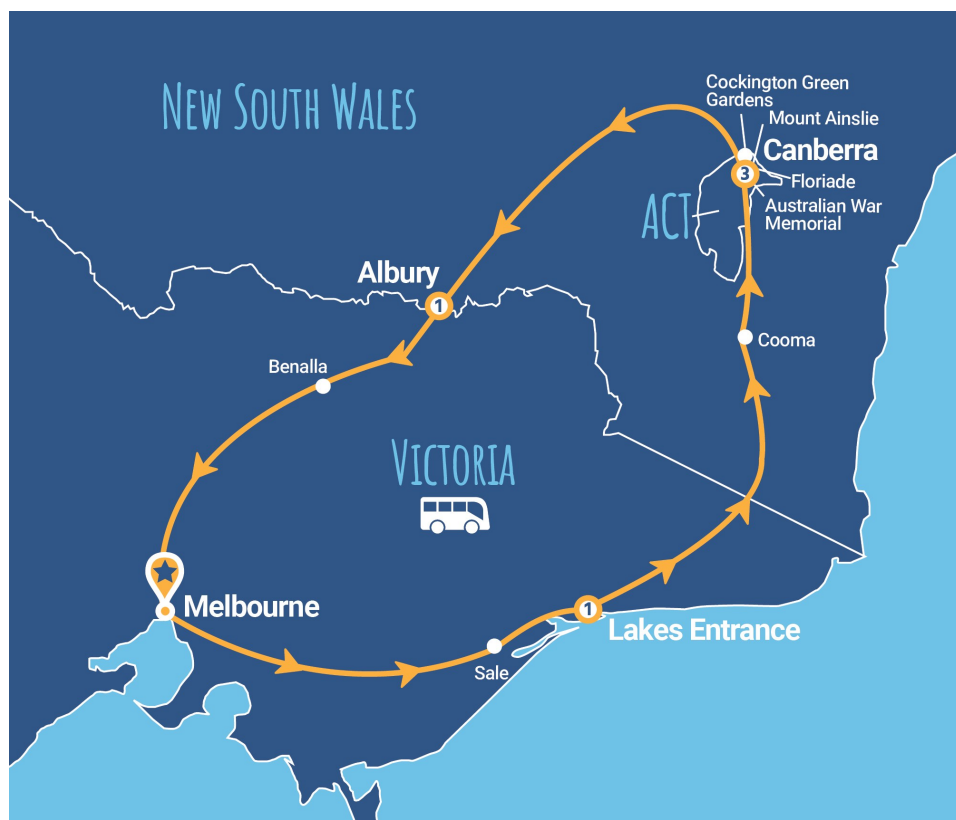 Cockington Green
Gardens
New South Wales
Mount Ainslie
Canberra
3
Floriade
ACT
Australian War
Memorial
Albury
1
Cooma
Benalla
Victoria
Melbourne
1
Lakes Entrance
Sale